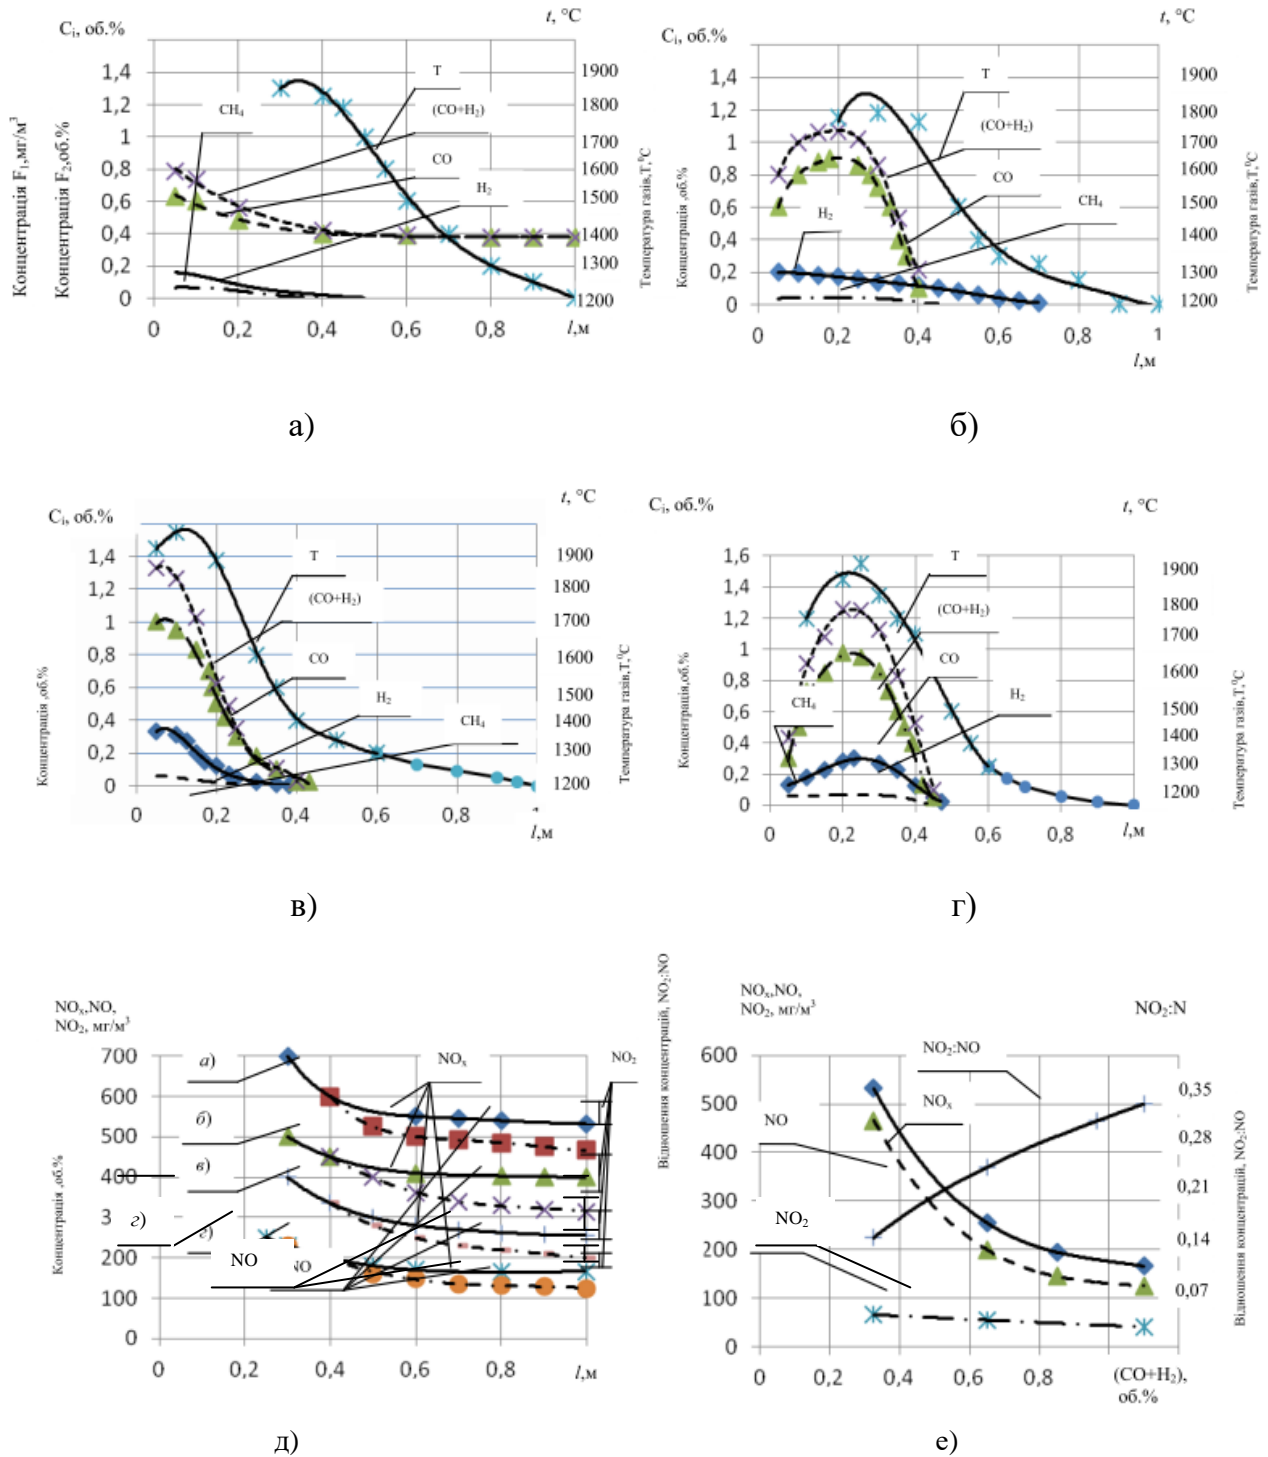 t, °C
C_i, об.%
1,4
1,2
1
0,8
0,6
0,4
0,2
0
0
0,2
0,4
0,6
0,8
l,м
1900
1800
1700
1600
1500
1400
1300
1200
T
CH₄
(CO+H₂)
CO
H₂
Концентрація F₁,мг/м³
Концентрація F₂,об.%
Температура газів,Т,⁰С
а)
t, °C
C_i, об.%
1,4
1,2
1
0,8
0,6
0,4
0,2
0
0
0,2
0,4
0,6
0,8
1
l,м
1900
1800
1700
1600
1500
1400
1300
1200
T
(CO+H₂)
CO
CH₄
H₂
Концентрація ,об.%
Температура газів,Т,⁰С
б)
t, °C
C_i, об.%
1,4
1,2
1
0,8
0,6
0,4
0,2
0
0
0,2
0,4
0,6
0,8
l,м
1900
1800
1700
1600
1500
1400
1300
1200
T
(CO+H₂)
CO
H₂
CH₄
Концентрація ,об.%
Температура газів,Т,⁰С
в)
t, °C
C_i, об.%
1,6
1,4
1,2
1
0,8
0,6
0,4
0,2
0
0
0,2
0,4
0,6
0,8
l,м
1900
1800
1700
1600
1500
1400
1300
1200
T
(CO+H₂)
CO
H₂
CH₄
Концентрація,об.%
Температура газів,Т,⁰С
г)
NOₓ,NO,
NO₂, мг/м³
700
600
500
400
3
200
100
0
0
0,2
0,4
0,6
0,8
l,м
а)
б)
в)
г)
г)
NOₓ
NO₂
NO
NO
Концентрація ,об.%
Відношення концентрацій, NO₂:NO
д)
NOₓ,NO,
NO₂, мг/м³
NO₂:N
600
500
400
300
200
100
0
0
0,2
0,4
0,6
0,8
(CO+H₂),
об.%
0,35
0,28
0,21
0,14
0,07
NO₂:NO
NO
NOₓ
NO₂
Відношення концентрацій, NO₂:NO
е)